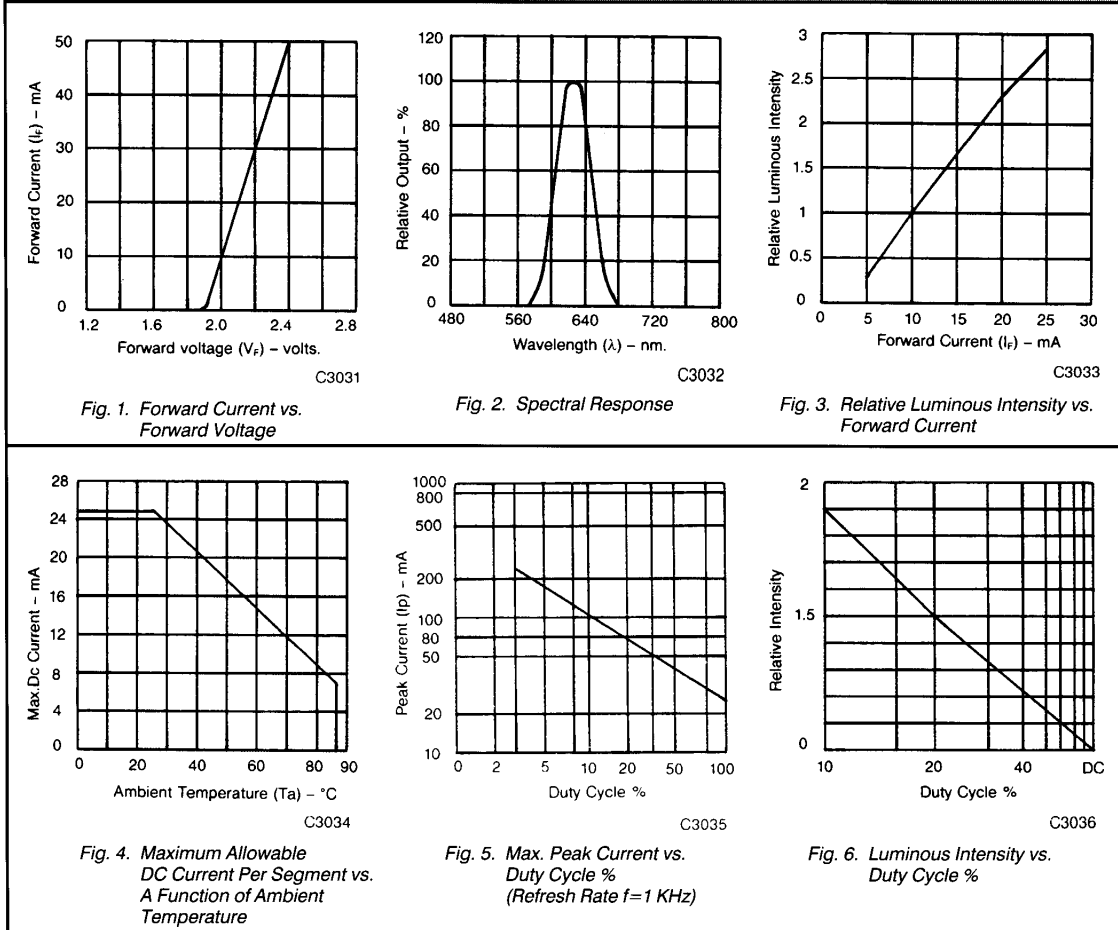 50
40
30
20
10
0
Forward Current (IF) – mA
1.2 1.6 2.0 2.4 2.8
Forward voltage (VF) – volts.
C3031
Fig. 1. Forward Current vs.
Forward Voltage
120
100
80
60
40
20
0
Relative Output – %
480 560 640 720 800
Wavelength (λ) – nm.
C3032
Fig. 2. Spectral Response
3
2.5
2
1.5
1
0.5
0
Relative Luminous Intensity
0 5 10 15 20 25 30
Forward Current (IF) – mA
C3033
Fig. 3. Relative Luminous Intensity vs.
Forward Current
28
24
20
16
12
8
4
0
Max.Dc Current – mA
0 20 40 60 80 90
Ambient Temperature (Ta) – °C
C3034
Fig. 4. Maximum Allowable
DC Current Per Segment vs.
A Function of Ambient
Temperature
1000
800
500
200
100
80
50
20
10
Peak Current (Ip) – mA
0 2 5 10 20 50 100
Duty Cycle %
C3035
Fig. 5. Max. Peak Current vs.
Duty Cycle %
(Refresh Rate f=1 KHz)
2
1.5
0
Relative Intensity
10 20 40 DC
Duty Cycle %
C3036
Fig. 6. Luminous Intensity vs.
Duty Cycle %